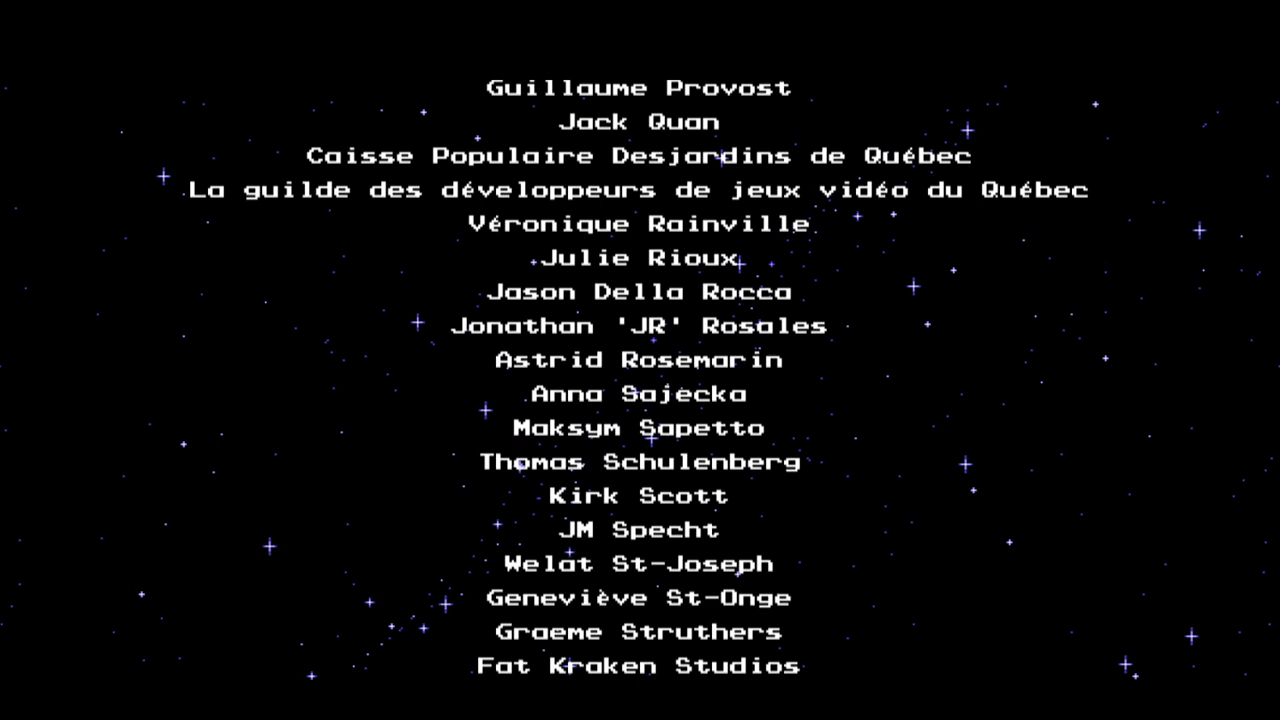 Guillaume Provost
Jack Quan
Caisse Populaire Desjardins de Québec
La guilde des développeurs de jeux vidéo du Québec
Véronique Rainville
Julie Rioux
Jason Della Rocca
Jonathan 'JR' Rosales
Astrid Rosemarin
Anna Sajecka
Maksym Sapetto
Thomas Schulenberg
Kirk Scott
JM Specht
Welat St-Joseph
Geneviève St-Onge
Graeme Struthers
Fat Kraken Studios